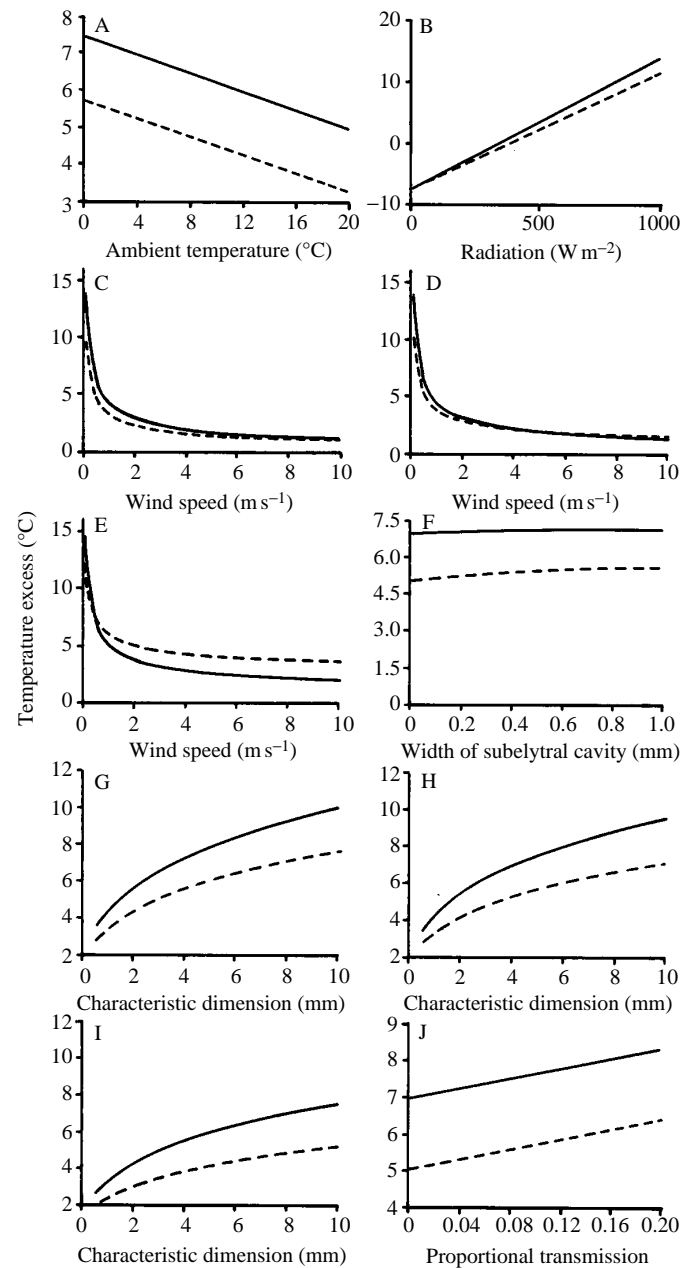 A
8
7
6
5
4
3
0 4 8 12 16 20
Ambient temperature (°C)
B
20
10
0
−10
0 500 1000
Radiation (W m−2)
C
15
10
5
0
0 2 4 6 8 10
Wind speed (m s−1)
D
15
10
5
0
0 2 4 6 8 10
Wind speed (m s−1)
Temperature excess (°C)
E
15
10
5
0
0 2 4 6 8 10
Wind speed (m s−1)
F
7.5
6.0
4.5
3.0
1.5
0
0 0.2 0.4 0.6 0.8 1.0
Width of subelytral cavity (mm)
G
12
10
8
6
4
2
0 2 4 6 8 10
Characteristic dimension (mm)
H
12
10
8
6
4
2
0 2 4 6 8 10
Characteristic dimension (mm)
I
12
10
8
6
4
2
0 2 4 6 8 10
Characteristic dimension (mm)
J
9
8
7
6
5
4
0 0.04 0.08 0.12 0.16 0.20
Proportional transmission